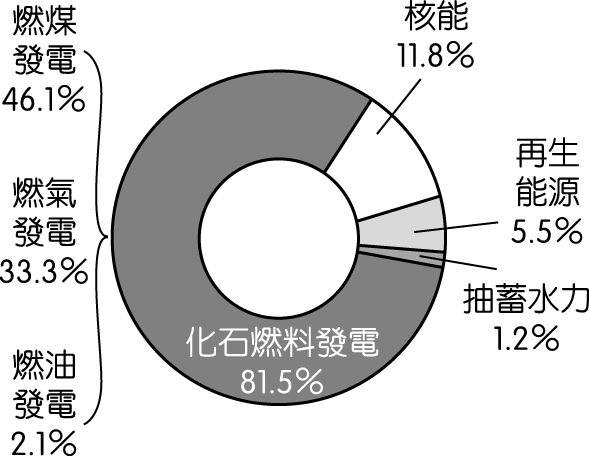 燃煤
發電
46.1%
燃氣
發電
33.3%
燃油
發電
2.1%
核能
11.8%
再生
能源
5.5%
抽蓄水力
1.2%
化石燃料發電
81.5%